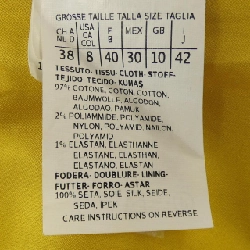 GROSSE TAILLE TALLA SIZE TAGLIA
CH A NL D
USA CA COL
F B
MEX
GB
I J
38 8 40 30 10 42
TESSUTO-TISSU-CLOTH-STOFF-
TEJIDO TECIDO-KUMAS
97% COTONE, COTON, COTTON,
BAUMWOLLE, ALGODON,
ALGODAO, PAMUK
2% POLIAMMIDE, POLYAMIDE,
NYLON, POLYAMID, NYLON,
POLYAMID
1% ELASTAN, ELASTHANNE
ELASTANE, ELASTHAN,
ELASTANO, ELASTAN
FODERA-DOUBLURE-LINING-
FUTTER-FORRO-ASTAR
100% SETA, SOIE, SILK, SEIDE,
SEDA, IPEK
CARE INSTRUCTIONS ON REVERSE